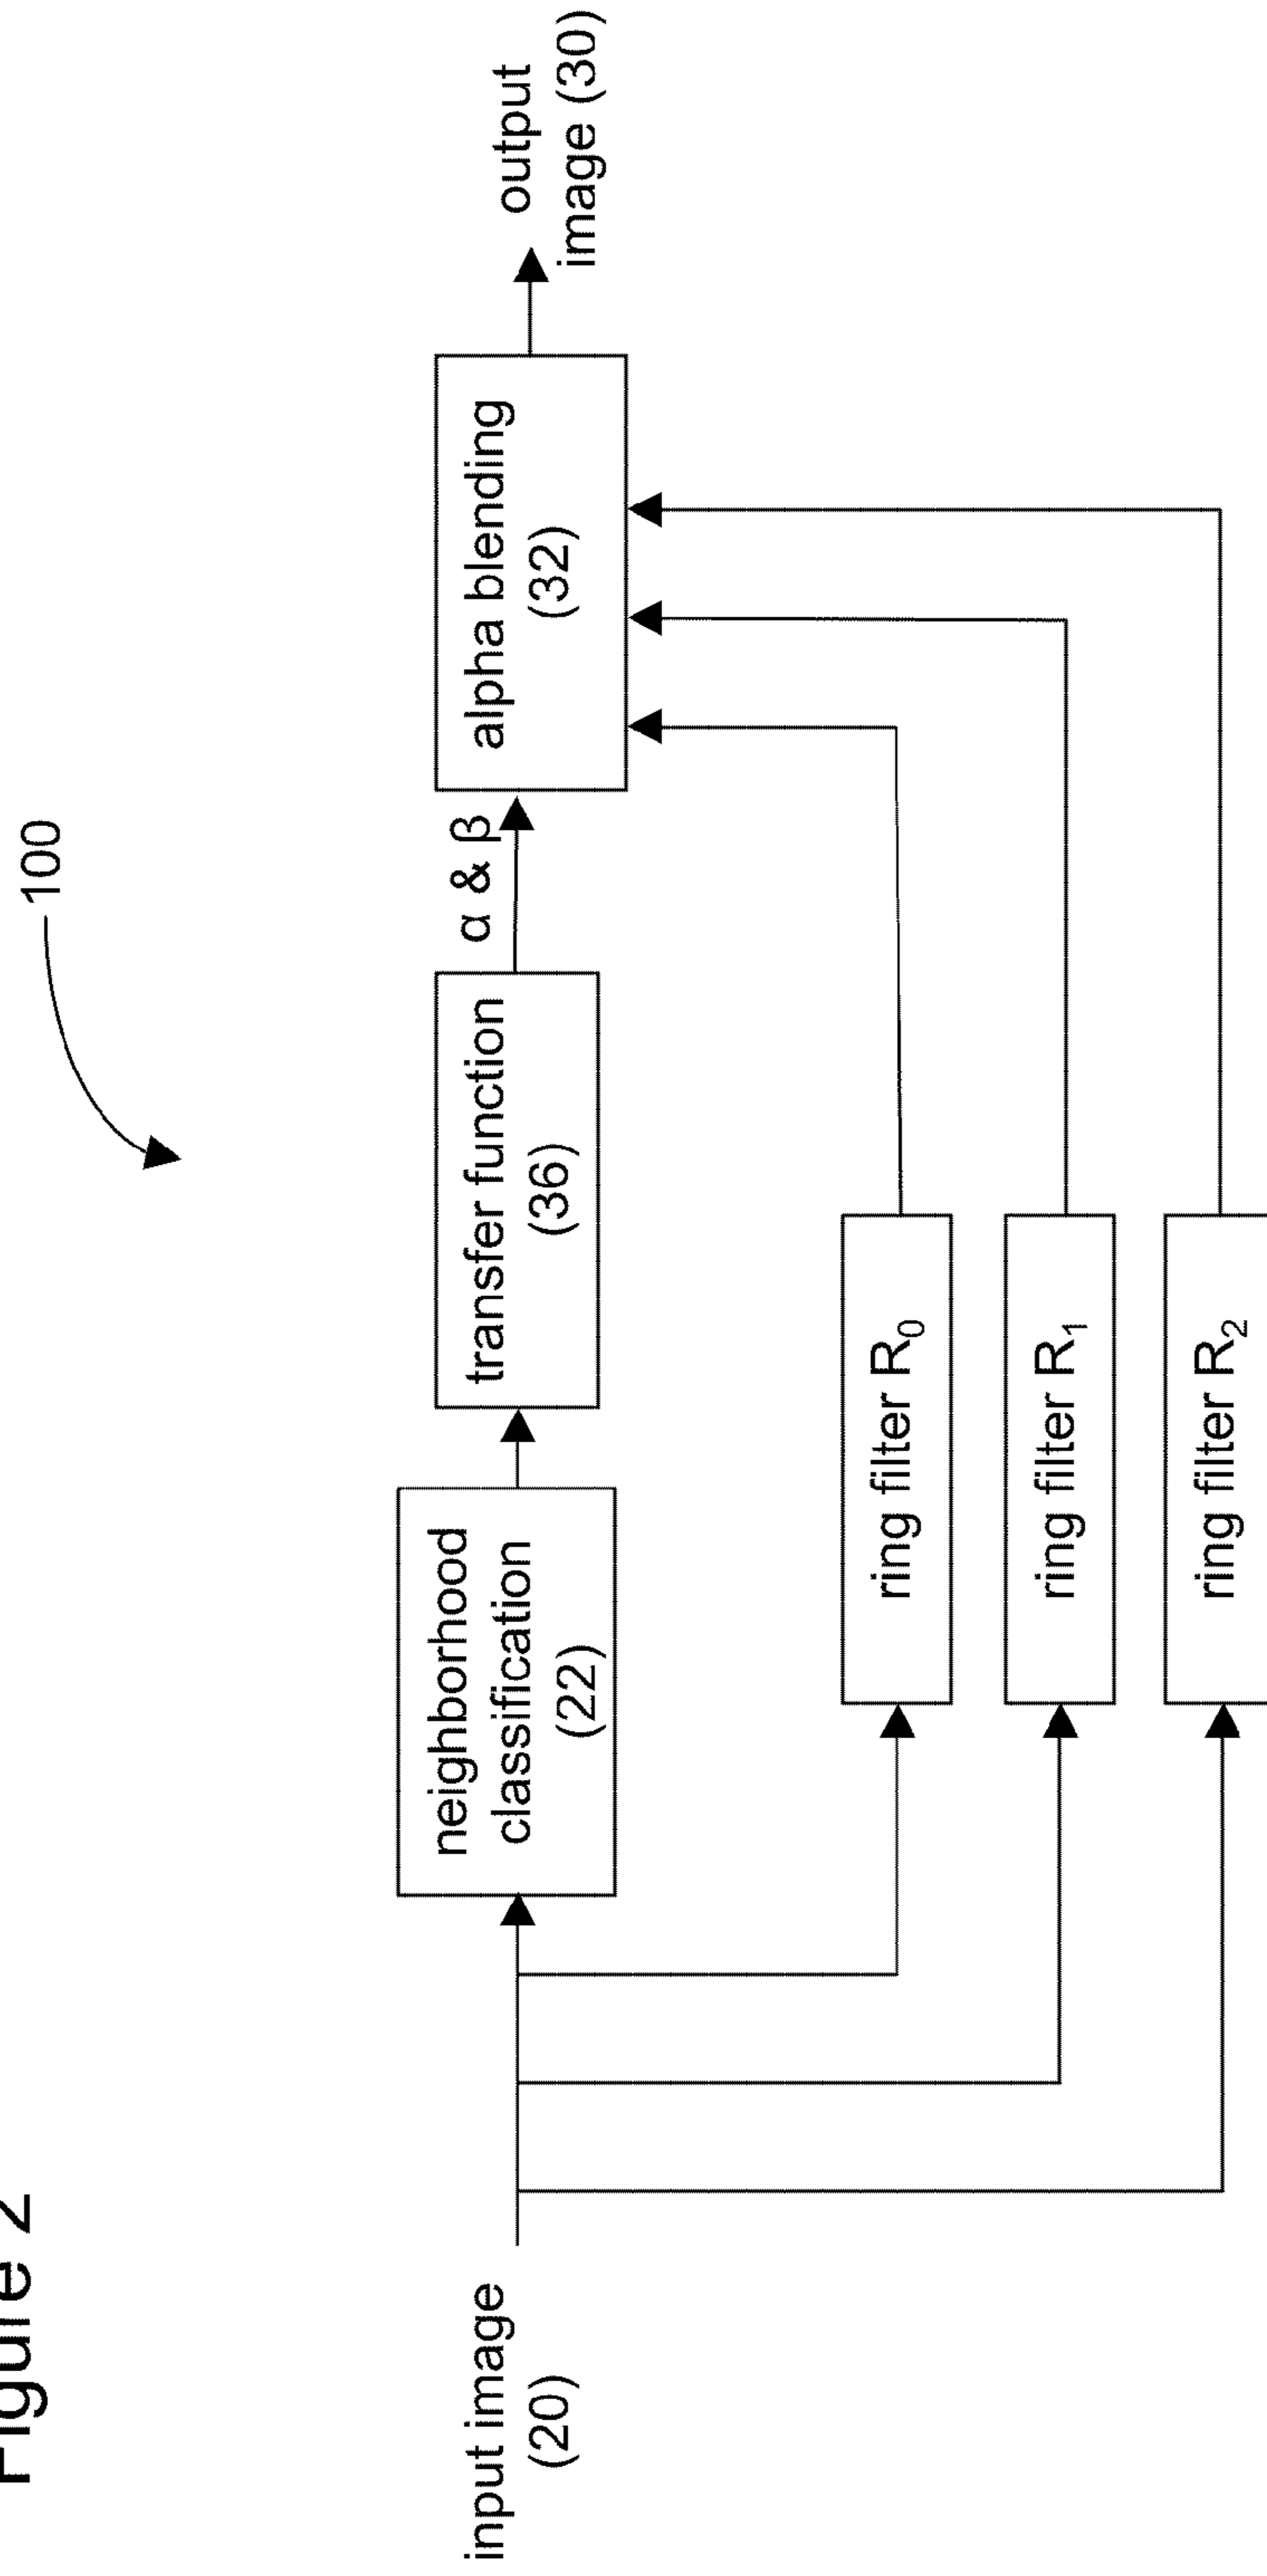 Figure 2
100
input image
(20)
neighborhood
classification
(22)
transfer function
(36)
α & β
alpha blending
(32)
output
image (30)
ring filter R₀
ring filter R₁
ring filter R₂